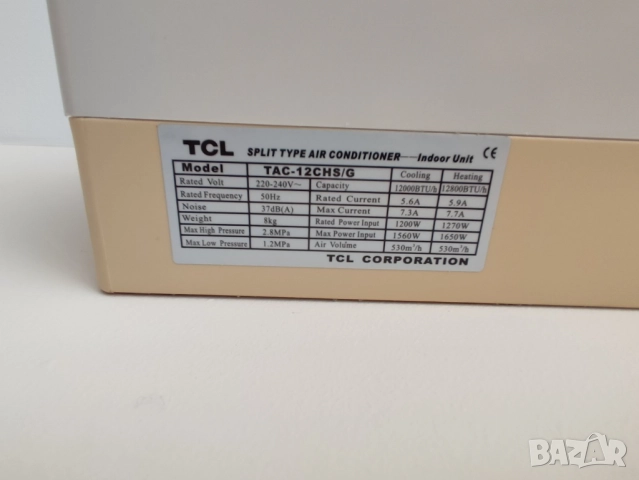 TCL SPLIT TYPE AIR CONDITIONER——Indoor Unit CE
Model TAC-12CHS/G Cooling Heating
Rated Volt 220-240V~ Capacity 12000BTU/h 12800BTU/h
Rated Frequency 50Hz Rated Current 5.6A 5.9A
Noise 37dB(A) Max Current 7.3A 7.7A
Weight 8kg Rated Power Input 1200W 1270W
Max High Pressure 2.8MPa Max Power Input 1560W 1650W
Max Low Pressure 1.2MPa Air Volume 530m³/h 530m³/h
TCL CORPORATION
BAZAR